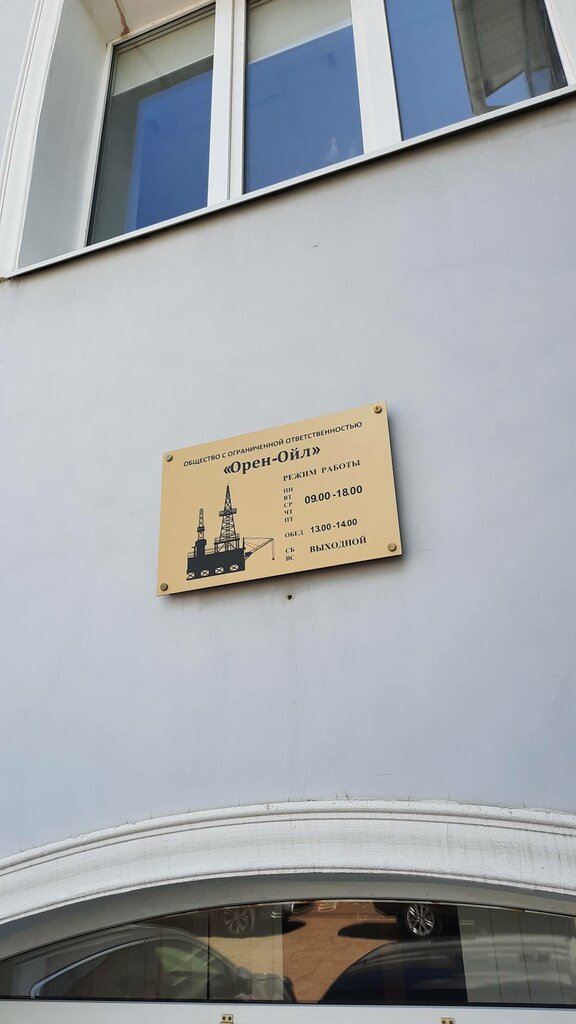 ОБЩЕСТВО С ОГРАНИЧЕННОЙ ОТВЕТСТВЕННОСТЬЮ
«Орен-Ойл»
РЕЖИМ РАБОТЫ
ПН
ВТ
СР 09.00-18.00
ЧТ
ПТ
ОБЕД 13.00-14.00
СБ ВЫХОДНОЙ
ВС